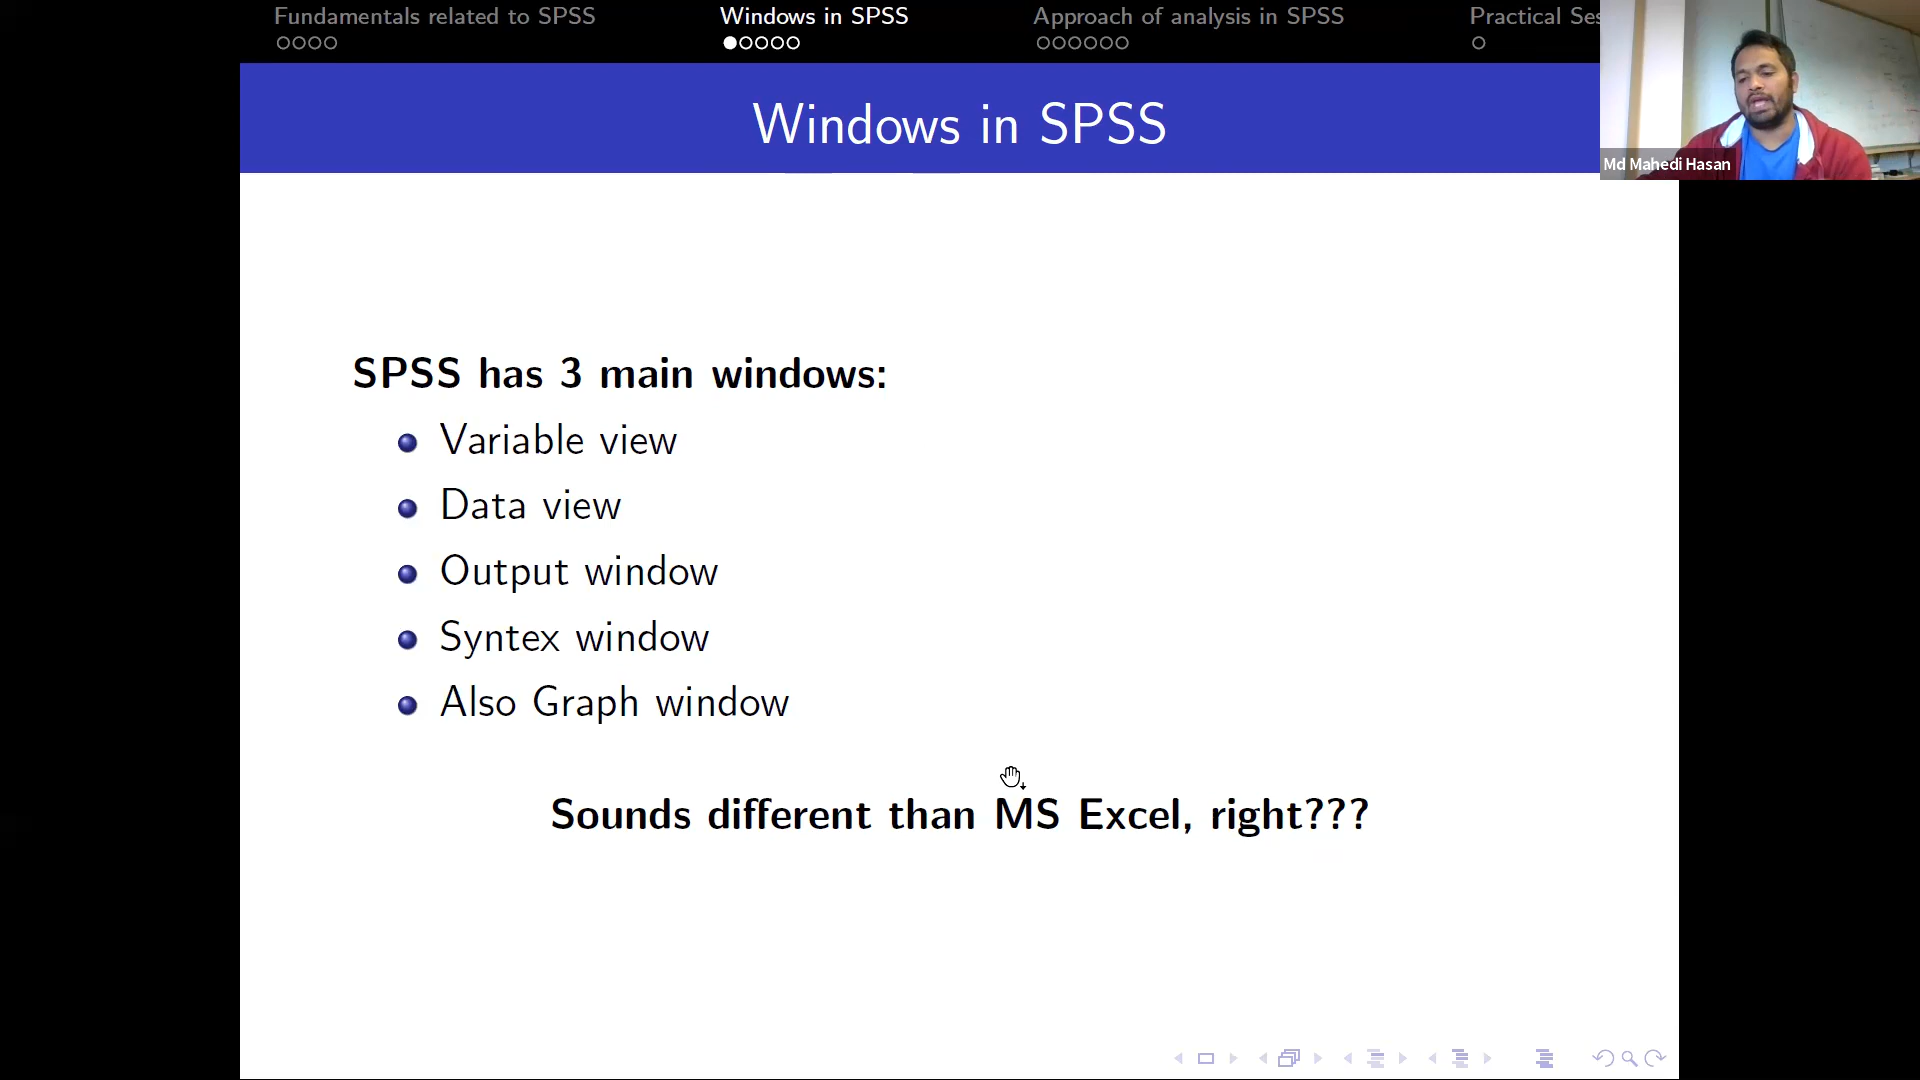 Fundamentals related to SPSS
Windows in SPSS
Approach of analysis in SPSS
Practical Ses
Windows in SPSS
Md Mahedi Hasan
SPSS has 3 main windows:
Variable view
Data view
Output window
Syntex window
Also Graph window
Sounds different than MS Excel, right???